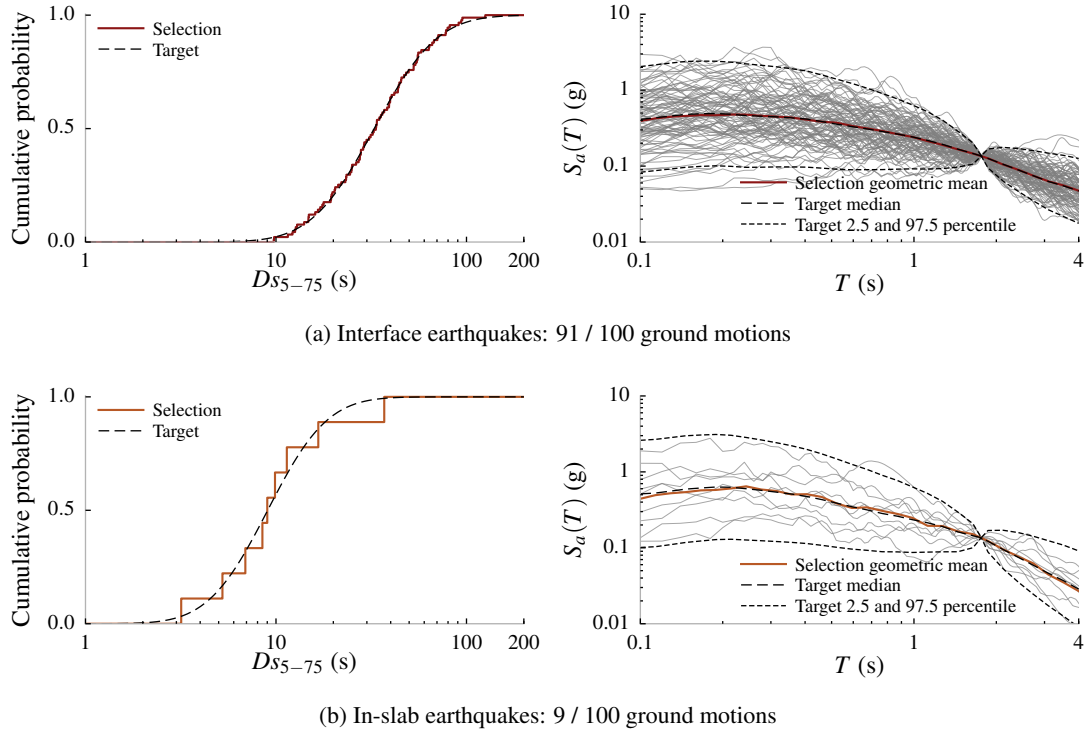 Cumulative probability
1.0
0.5
0.0
Selection
Target
1
10
100
200
Ds5−75 (s)
Sa(T) (g)
10
1
0.1
0.01
Selection geometric mean
Target median
Target 2.5 and 97.5 percentile
0.1
1
4
T (s)
(a) Interface earthquakes: 91 / 100 ground motions
Cumulative probability
1.0
0.5
0.0
Selection
Target
1
10
100
200
Ds5−75 (s)
Sa(T) (g)
10
1
0.1
0.01
Selection geometric mean
Target median
Target 2.5 and 97.5 percentile
0.1
1
4
T (s)
(b) In-slab earthquakes: 9 / 100 ground motions